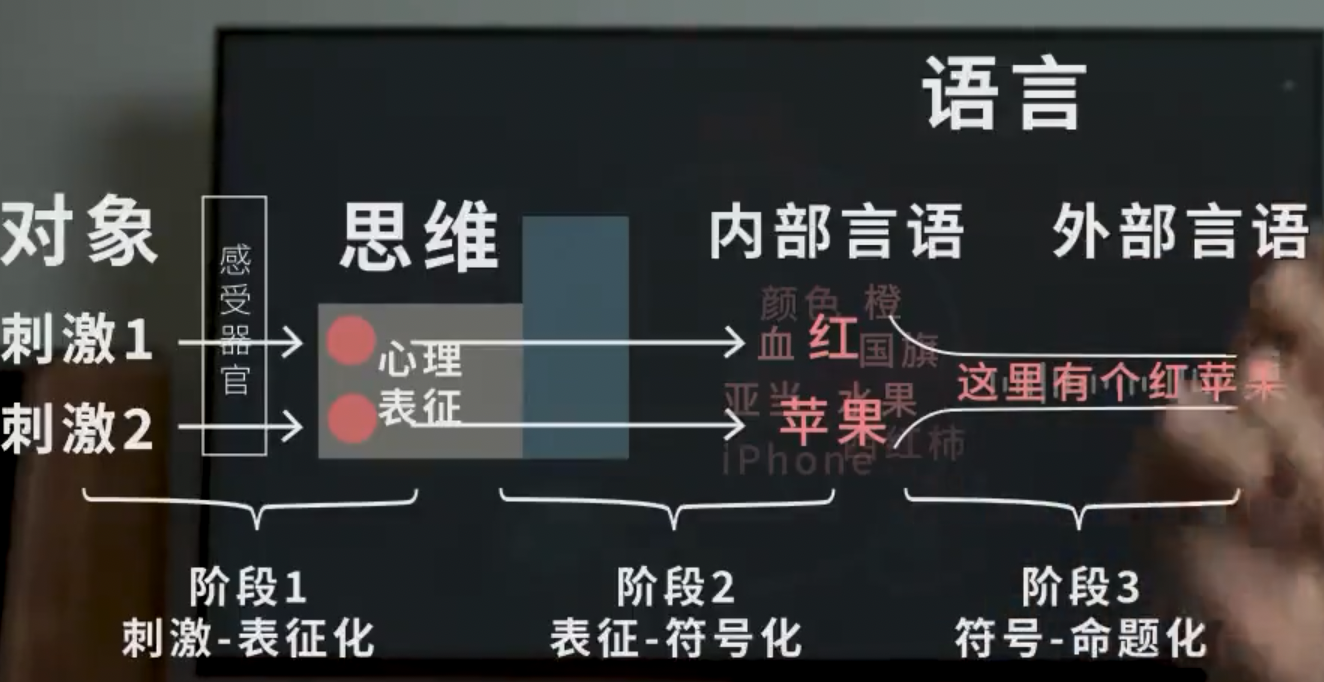 语言
对象
感受器官
思维
内部言语
外部言语
刺激1
刺激2
心理
表征
颜色 橙
血 红 国旗
亚当 水果
苹果
西红柿
iPhone
这里有个红苹果
阶段1
刺激-表征化
阶段2
表征-符号化
阶段3
符号-命题化